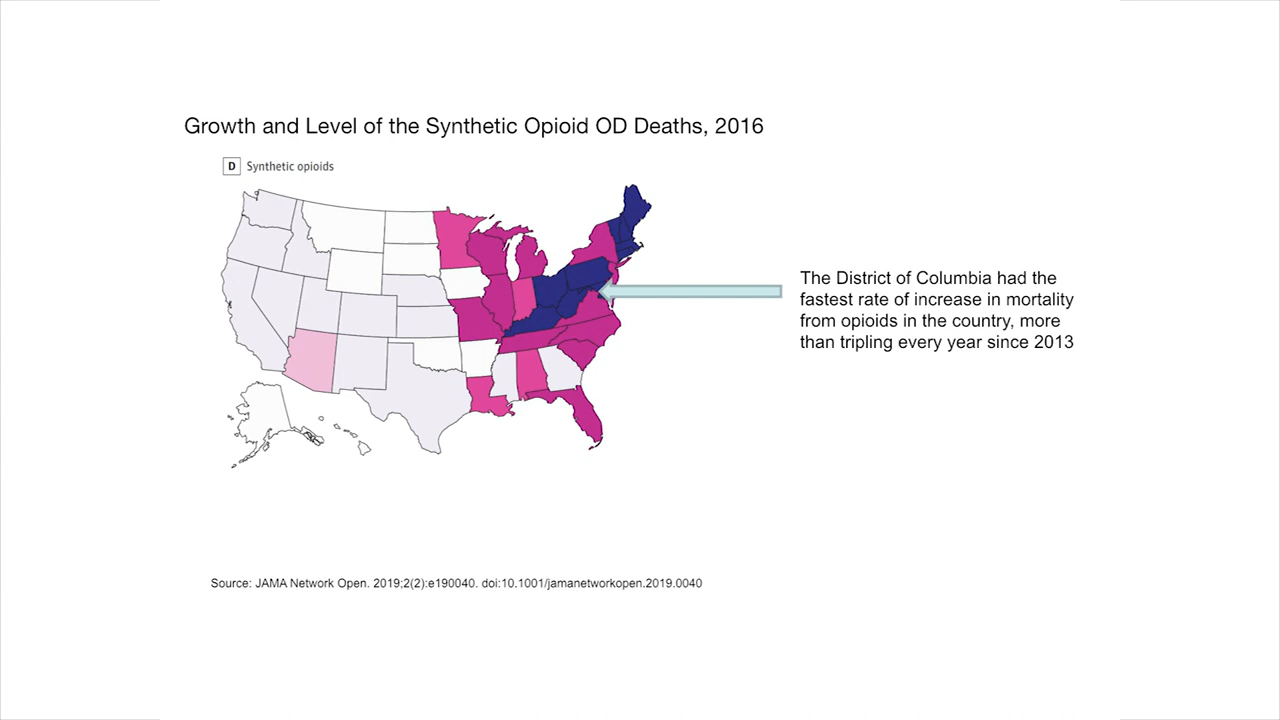 Growth and Level of the Synthetic Opioid OD Deaths, 2016
D Synthetic opioids
The District of Columbia had the
fastest rate of increase in mortality
from opioids in the country, more
than tripling every year since 2013
Source: JAMA Network Open. 2019;2(2):e190040. doi:10.1001/jamanetworkopen.2019.0040